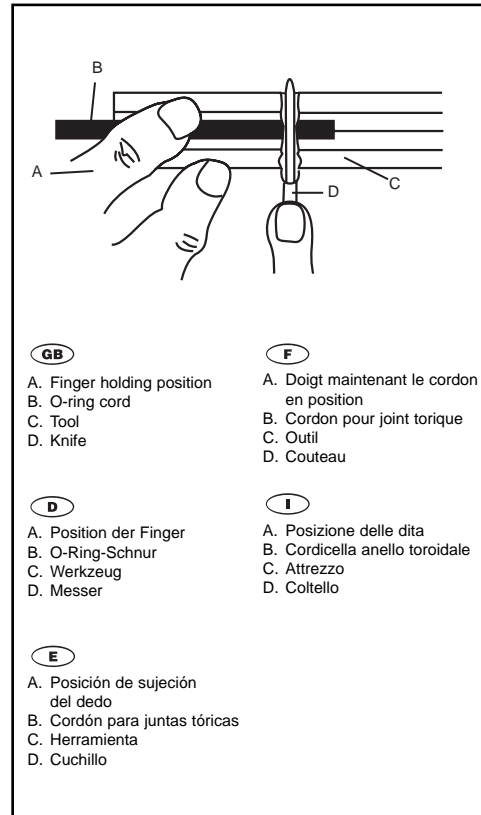 B
A
C
D
GB
A. Finger holding position
B. O-ring cord
C. Tool
D. Knife
F
A. Doigt maintenant le cordon
en position
B. Cordon pour joint torique
C. Outil
D. Couteau
D
A. Position der Finger
B. O-Ring-Schnur
C. Werkzeug
D. Messer
I
A. Posizione delle dita
B. Cordicella anello toroidale
C. Attrezzo
D. Coltello
E
A. Posición de sujeción
del dedo
B. Cordón para juntas tóricas
C. Herramienta
D. Cuchillo